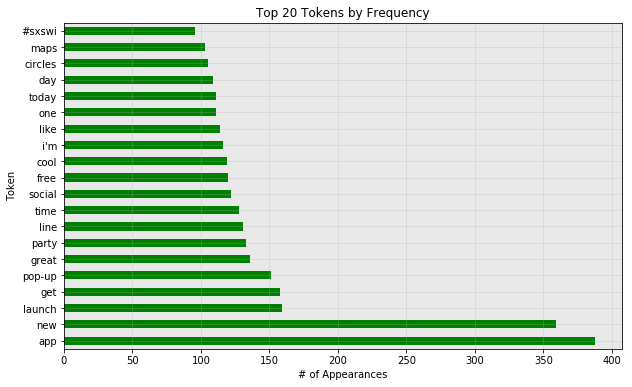 Top 20 Tokens by Frequency
#sxswi
maps
circles
day
today
one
like
i'm
cool
free
social
time
line
party
great
pop-up
get
launch
new
app
Token
0 50 100 150 200 250 300 350 400
# of Appearances